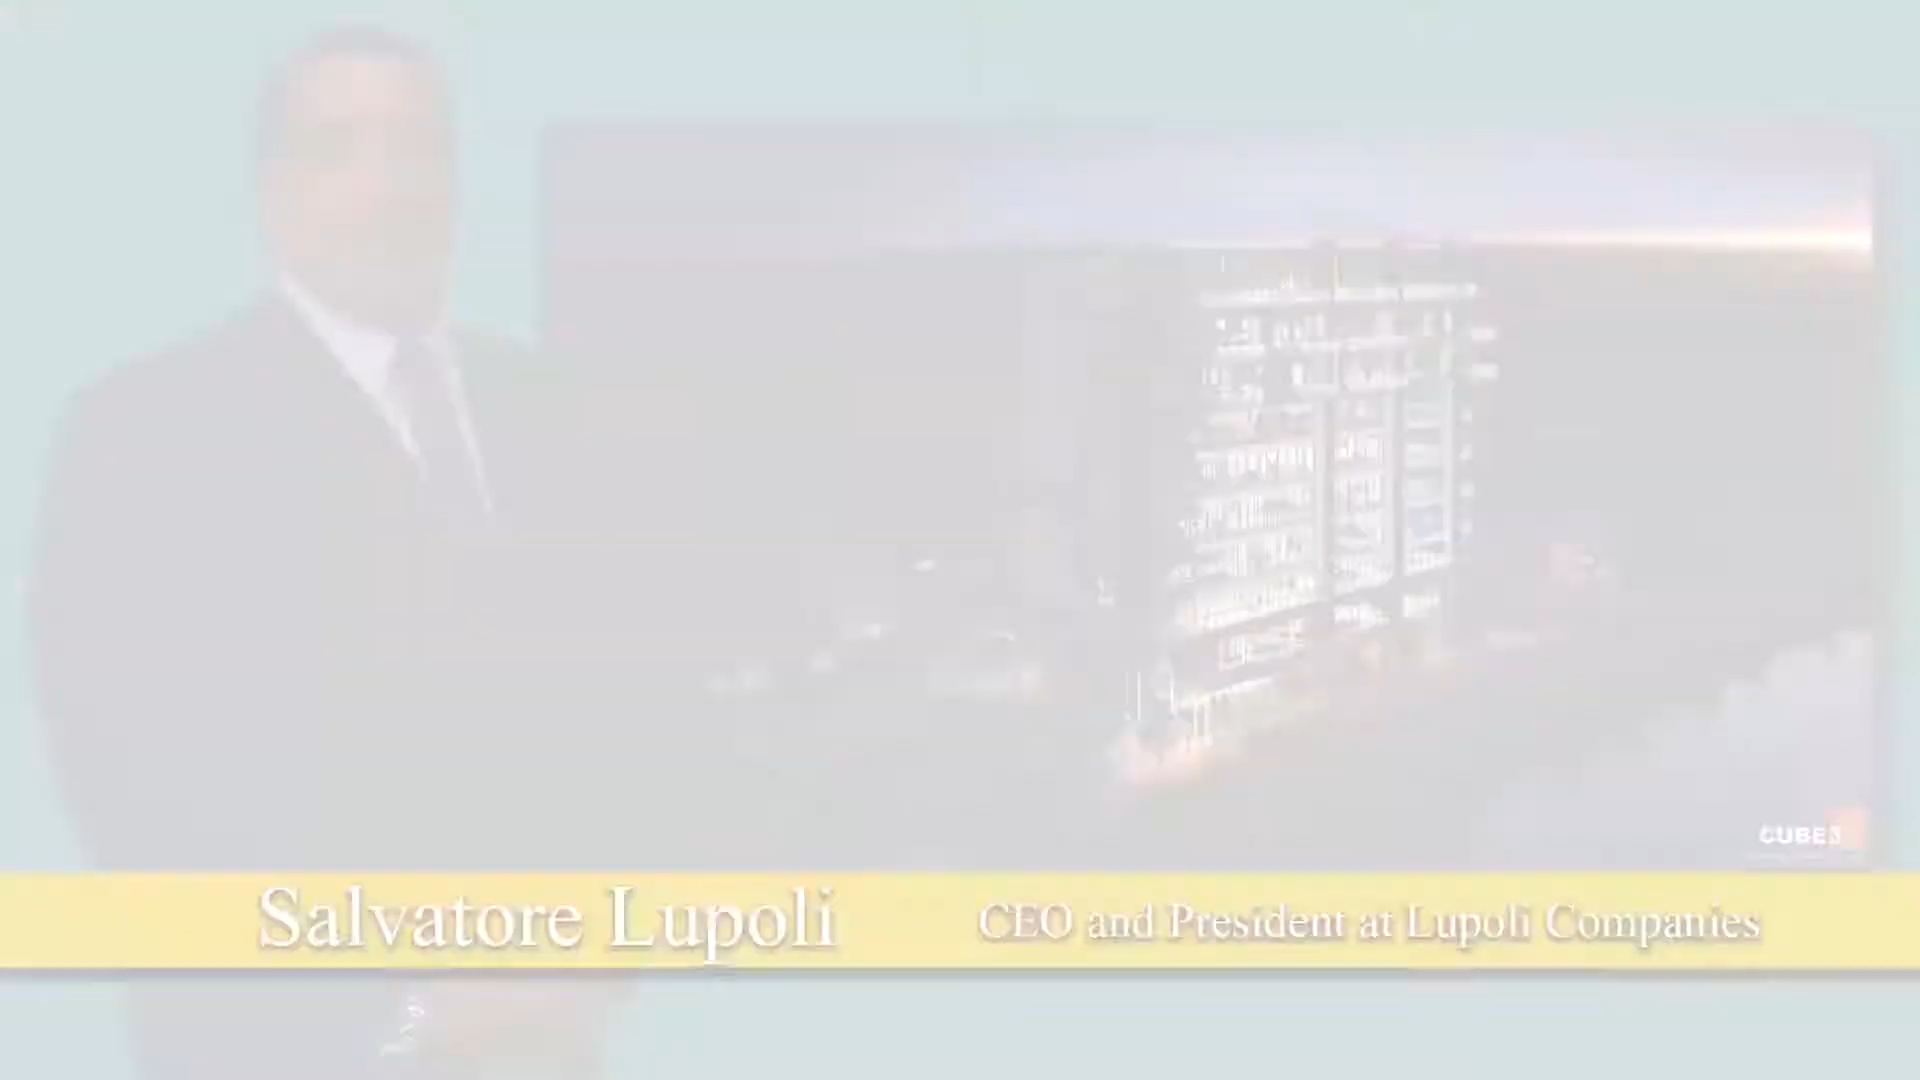 CUBE3
Salvatore Lupoli
CEO and President at Lupoli Companies